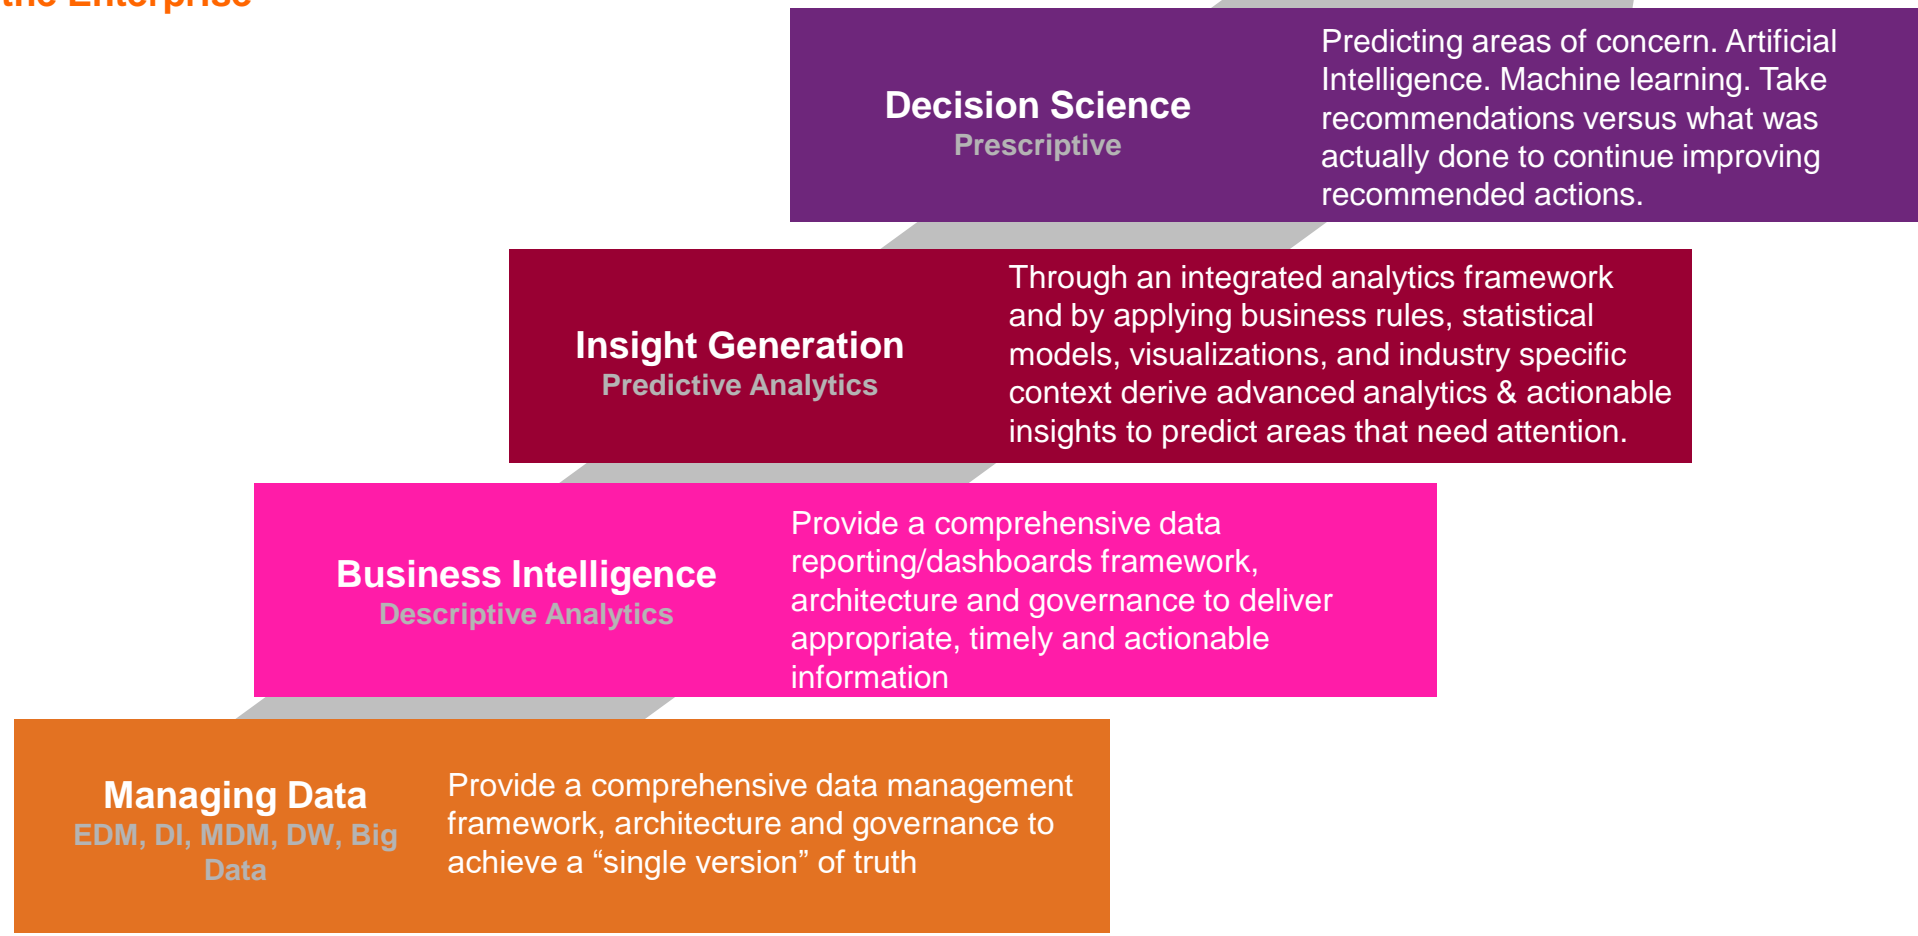 the Enterprise
Decision Science
Prescriptive
Predicting areas of concern. Artificial
Intelligence. Machine learning. Take
recommendations versus what was
actually done to continue improving
recommended actions.
Insight Generation
Predictive Analytics
Through an integrated analytics framework
and by applying business rules, statistical
models, visualizations, and industry specific
context derive advanced analytics & actionable
insights to predict areas that need attention.
Business Intelligence
Descriptive Analytics
Provide a comprehensive data
reporting/dashboards framework,
architecture and governance to deliver
appropriate, timely and actionable
information
Managing Data
EDM, DI, MDM, DW, Big
Data
Provide a comprehensive data management
framework, architecture and governance to
achieve a “single version” of truth